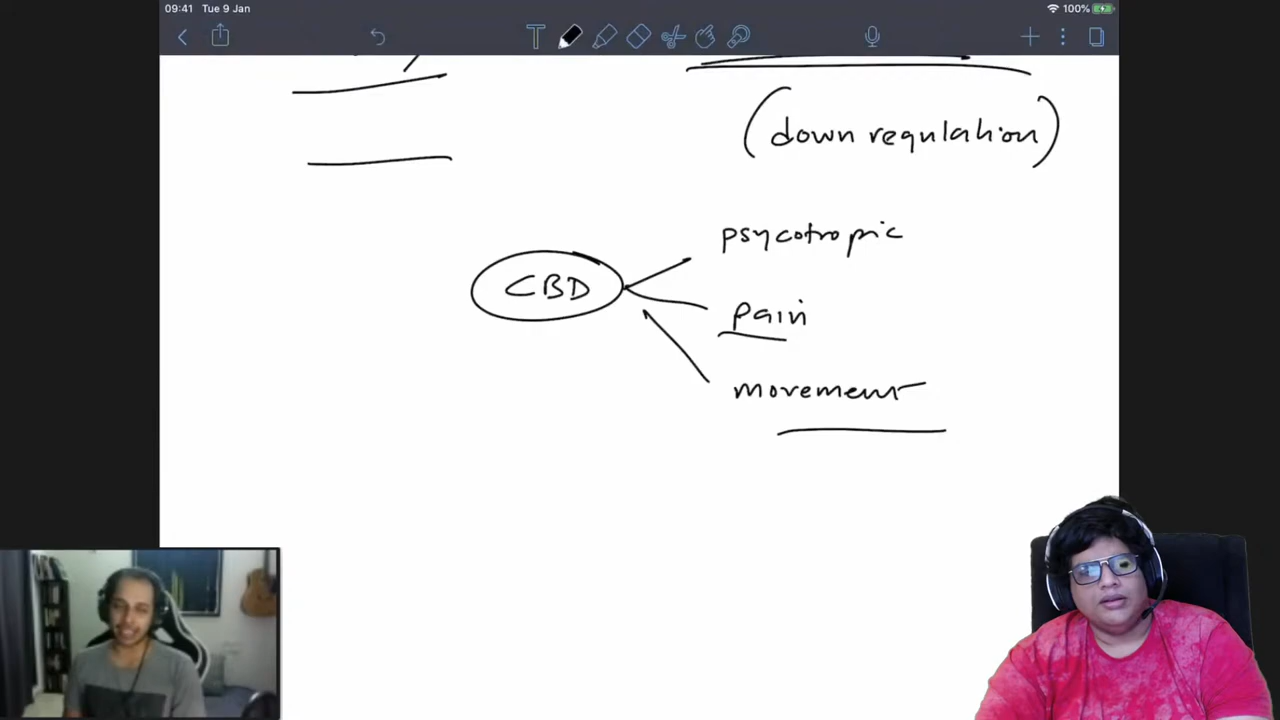 09:41 Tue 9 Jan
100%
T
(down regulation)
psycotropic
CBD
pain
movement